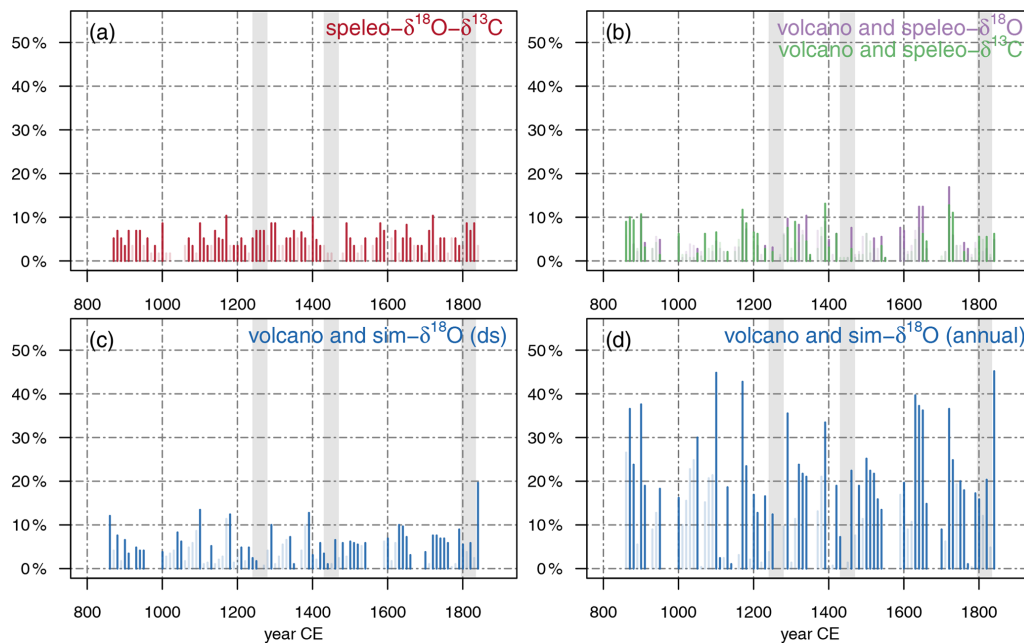 (a) speleo−δ18O−δ13C
50 %
40 %
30 %
20 %
10 %
0 %
800 1000 1200 1400 1600 1800
(b) volcano and speleo−δ18O
volcano and speleo−δ13C
50 %
40 %
30 %
20 %
10 %
0 %
800 1000 1200 1400 1600 1800
(c) volcano and sim−δ18O (ds)
50 %
40 %
30 %
20 %
10 %
0 %
800 1000 1200 1400 1600 1800
year CE
(d) volcano and sim−δ18O (annual)
50 %
40 %
30 %
20 %
10 %
0 %
800 1000 1200 1400 1600 1800
year CE